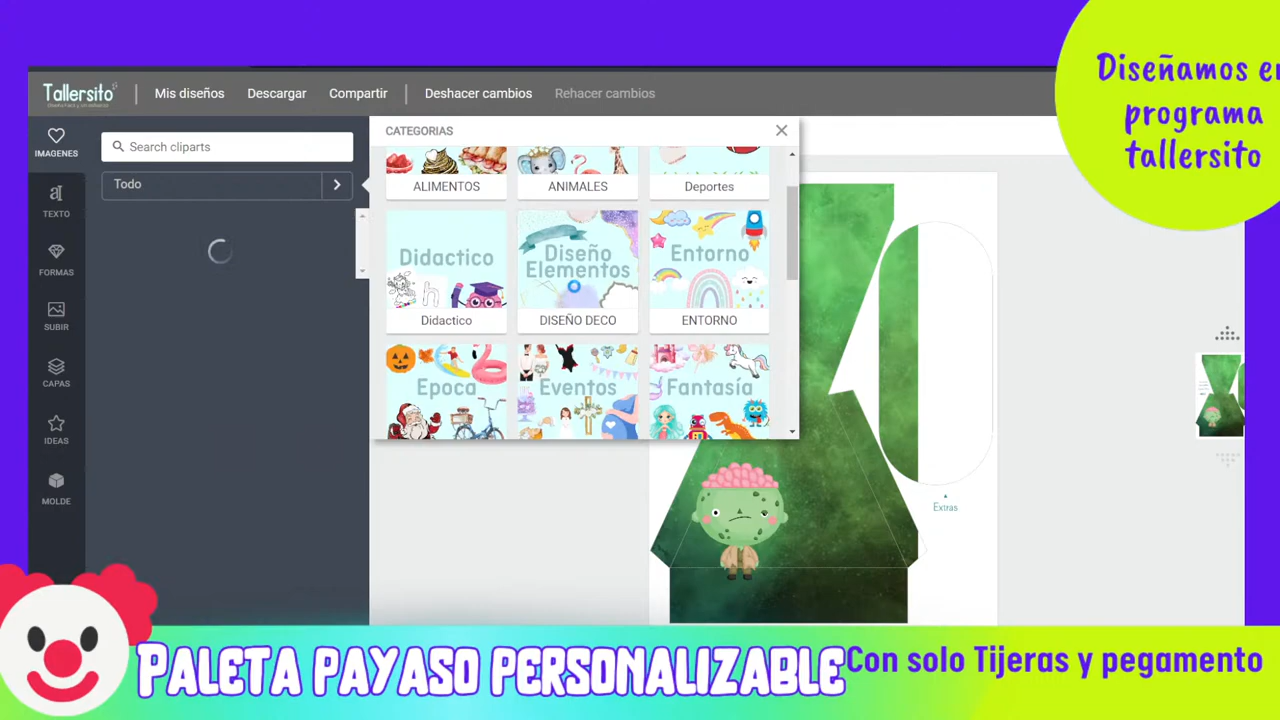 Diseñamos en
programa
tallersito
Tallersito
Mis diseños
Descargar
Compartir
Deshacer cambios
Rehacer cambios
IMAGENES
TEXTO
FORMAS
SUBIR
CAPAS
IDEAS
MOLDE
Search cliparts
Todo
CATEGORIAS
ALIMENTOS
ANIMALES
Deportes
Didactico
Didactico
Diseño
Elementos
DISEÑO DECO
Entorno
ENTORNO
Epoca
Eventos
Fantasía
Extras
PALETA PAYASO PERSONALIZABLE
Con solo Tijeras y pegamento